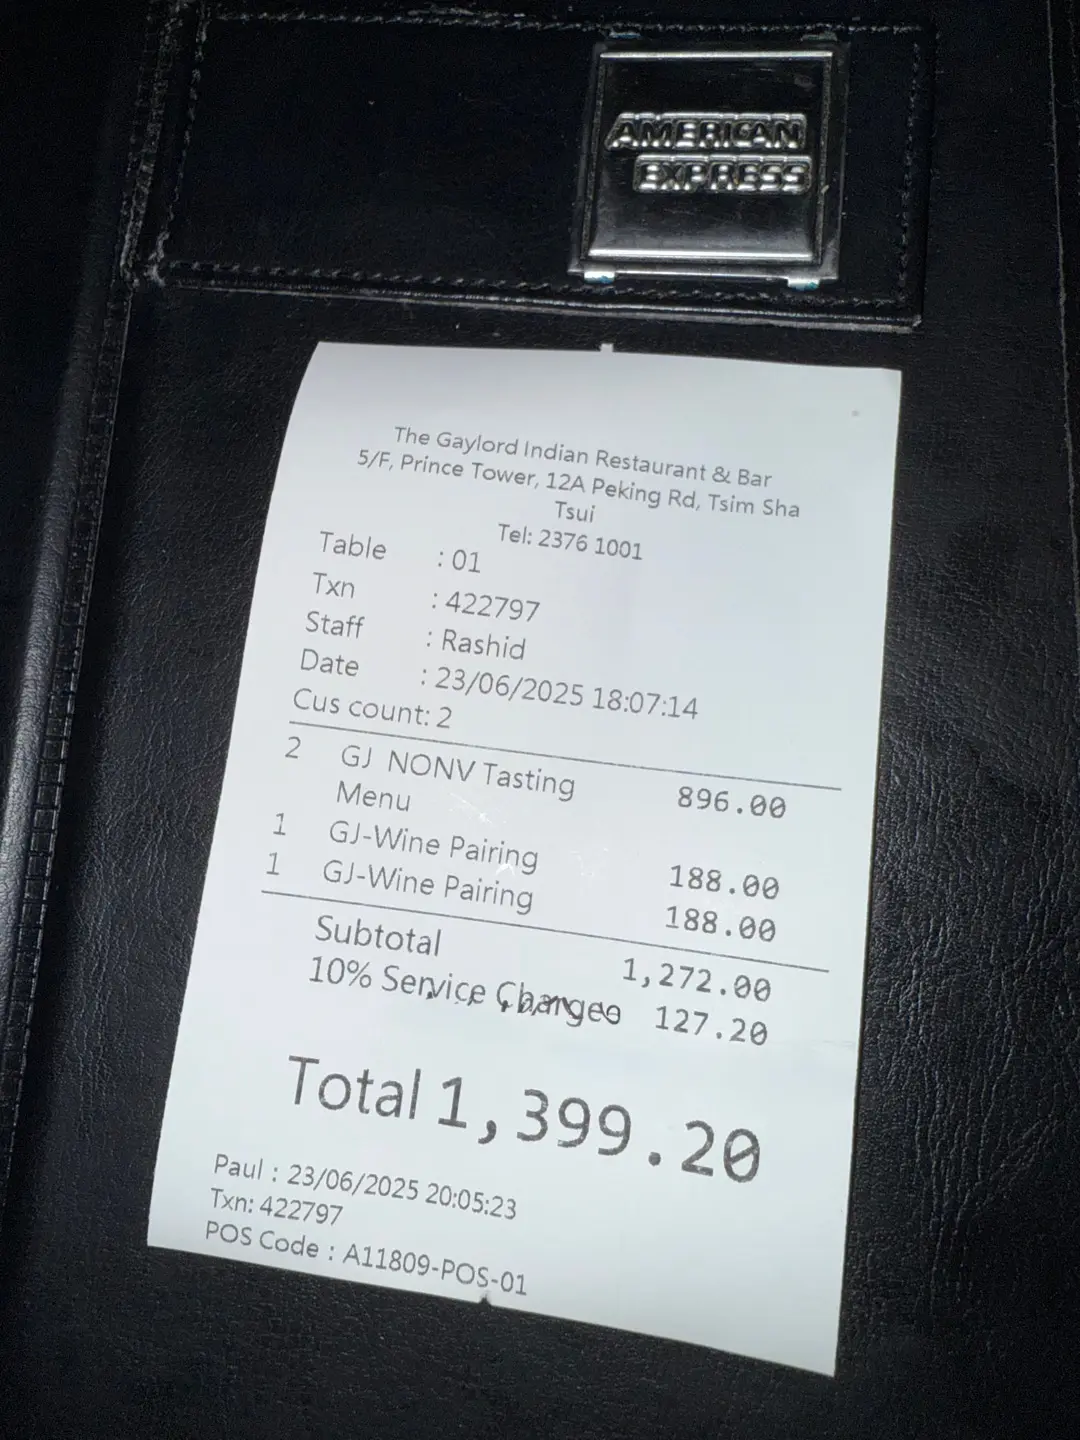 AMERICAN
EXPRESS
The Gaylord Indian Restaurant & Bar
5/F, Prince Tower, 12A Peking Rd, Tsim Sha
Tsui
Tel: 2376 1001
Table : 01
Txn : 422797
Staff : Rashid
Date : 23/06/2025 18:07:14
Cus count: 2
2 GJ NONV Tasting
Menu 896.00
1 GJ-Wine Pairing 188.00
1 GJ-Wine Pairing 188.00
Subtotal 1,272.00
10% Service Charge 127.20
Total 1,399.20
Paul : 23/06/2025 20:05:23
Txn: 422797
POS Code : A11809-POS-01